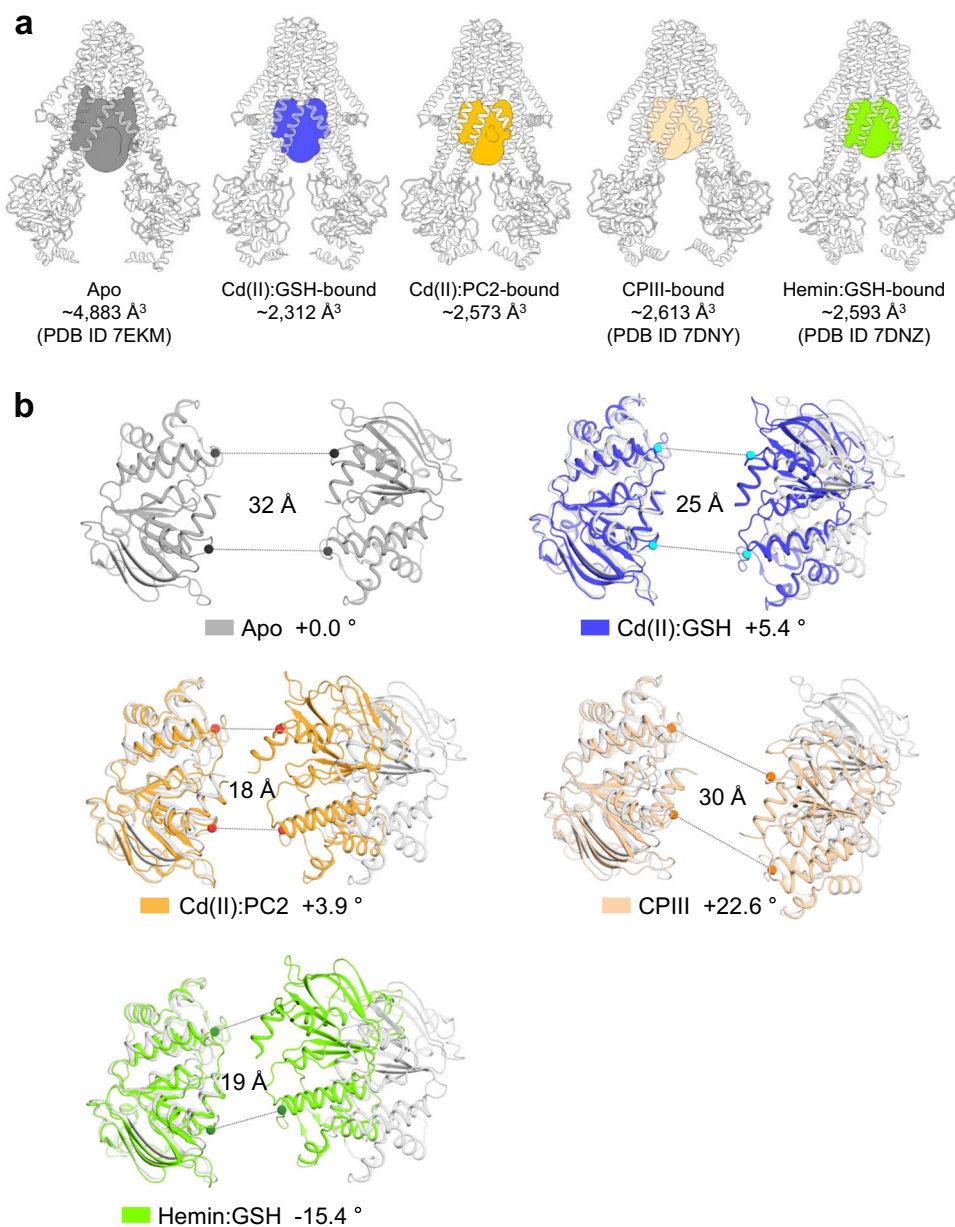 a
Apo
~4,883 Å³
(PDB ID 7EKM)
Cd(II):GSH-bound
~2,312 Å³
Cd(II):PC2-bound
~2,573 Å³
CPIII-bound
~2,613 Å³
(PDB ID 7DNY)
Hemin:GSH-bound
~2,593 Å³
(PDB ID 7DNZ)
b
32 Å
Apo +0.0 °
25 Å
Cd(II):GSH +5.4 °
18 Å
Cd(II):PC2 +3.9 °
30 Å
CPIII +22.6 °
19 Å
Hemin:GSH -15.4 °